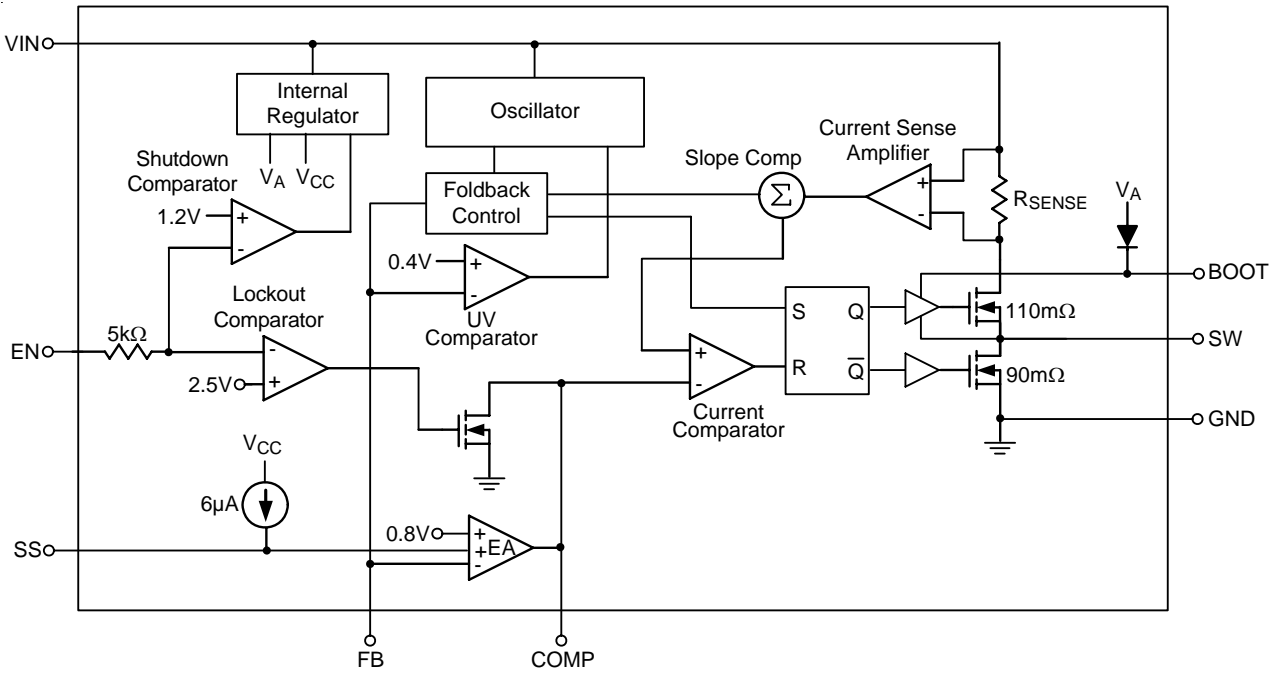 VIN
Internal
Regulator
Oscillator
Current Sense
Amplifier
Shutdown
Comparator
VA VCC
Slope Comp
Foldback
Control
Σ
+
-
RSENSE
VA
1.2V
+
-
0.4V
+
-
UV
Comparator
BOOT
Lockout
Comparator
S
Q
110mΩ
EN
5kΩ
-
+
2.5V
+
-
R
Q̅
SW
90mΩ
Current
Comparator
GND
VCC
6µA
SS
0.8V
+
+
-
EA
FB
COMP